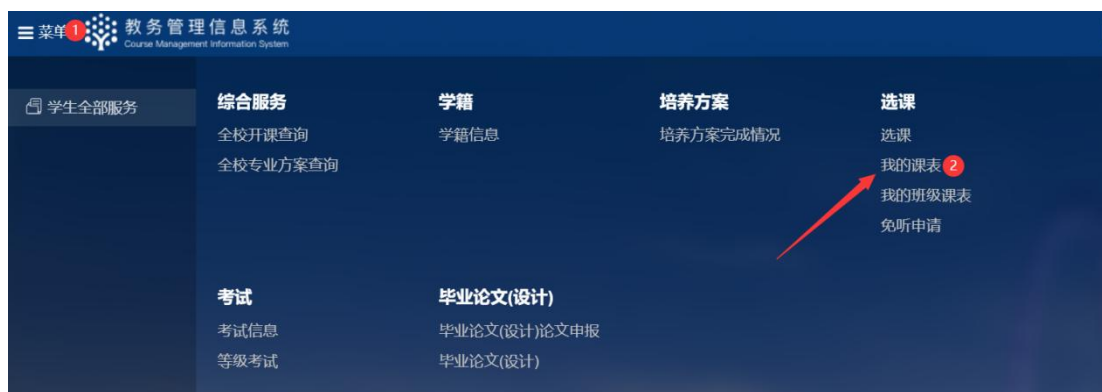 菜单 1 教务管理信息系统
Course Management Information System
学生全部服务
综合服务
全校开课查询
全校专业方案查询
学籍
学籍信息
培养方案
培养方案完成情况
选课
选课
我的课表 2
我的班级课表
免听申请
考试
考试信息
等级考试
毕业论文(设计)
毕业论文(设计)论文申报
毕业论文(设计)